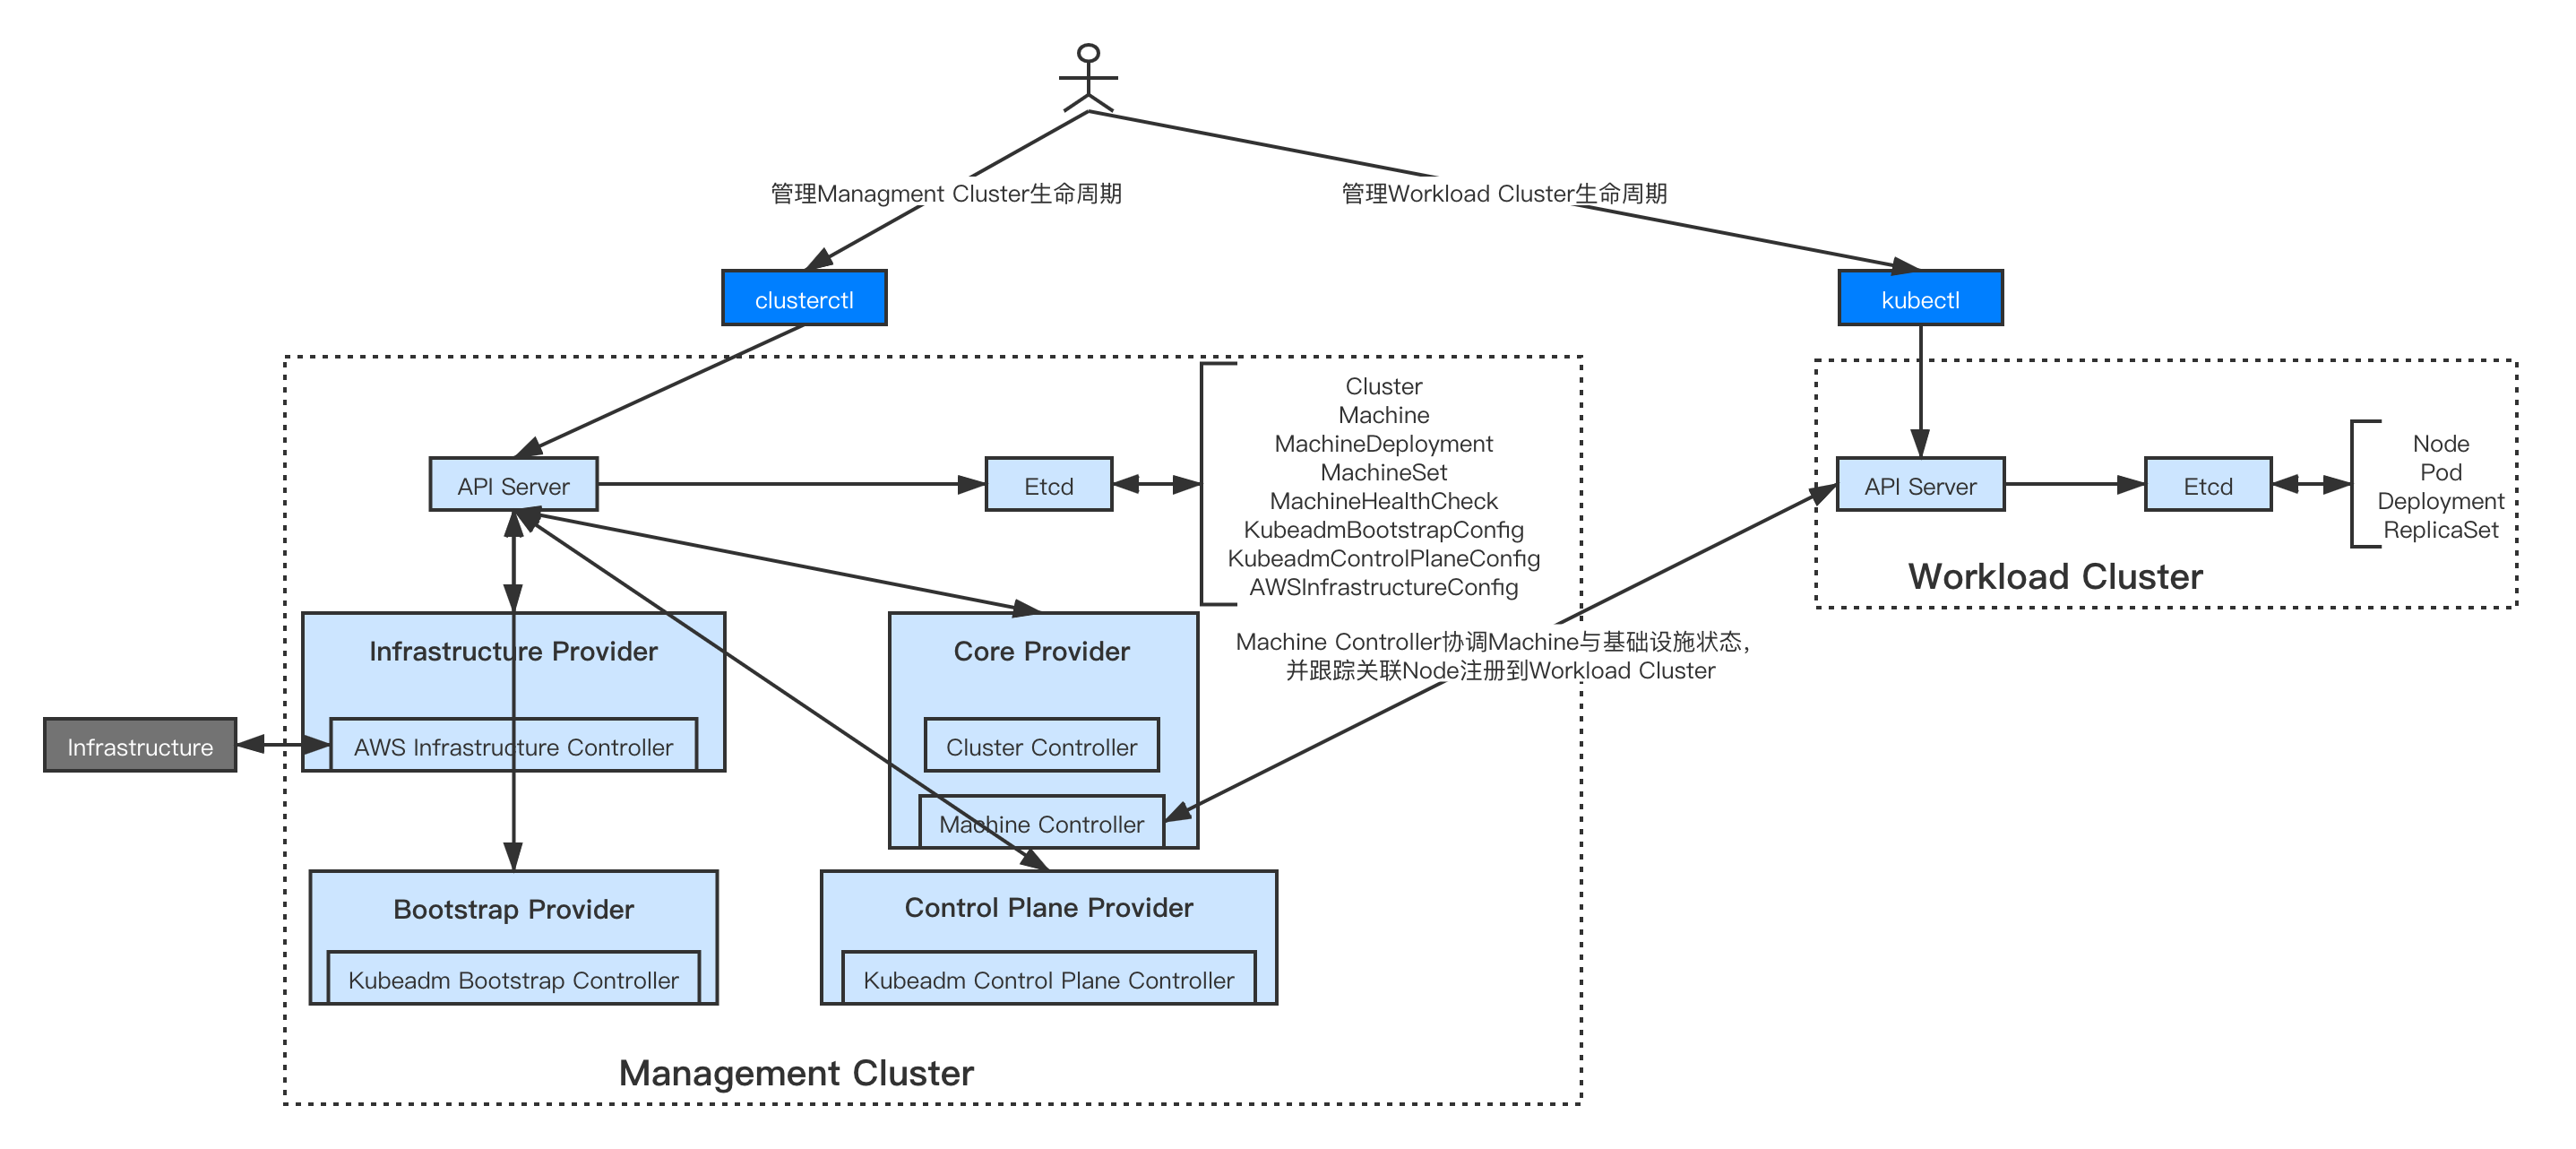 管理Managment Cluster生命周期
管理Workload Cluster生命周期
clusterctl
kubectl
Cluster
Machine
MachineDeployment
MachineSet
MachineHealthCheck
KubeadmBootstrapConfig
KubeadmControlPlaneConfig
AWSInfrastructureConfig
API Server
Etcd
API Server
Etcd
Node
Pod
Deployment
ReplicaSet
Workload Cluster
Infrastructure Provider
Core Provider
Machine Controller协调Machine与基础设施状态，
并跟踪关联Node注册到Workload Cluster
Infrastructure
AWS Infrastructure Controller
Cluster Controller
Machine Controller
Bootstrap Provider
Control Plane Provider
Kubeadm Bootstrap Controller
Kubeadm Control Plane Controller
Management Cluster